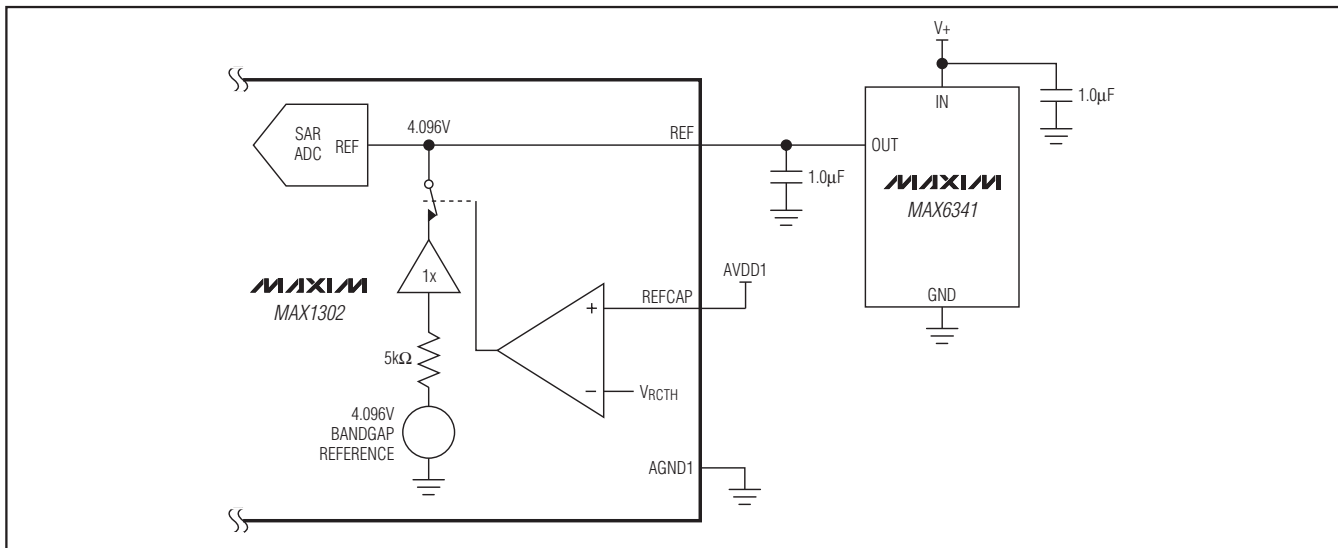 V+
IN
1.0µF
SAR
ADC
REF
4.096V
REF
OUT
1.0µF
MAXIM
MAX6341
GND
AVDD1
1x
MAXIM
MAX1302
REFCAP
+
5kΩ
−
VRCTH
4.096V
BANDGAP
REFERENCE
AGND1